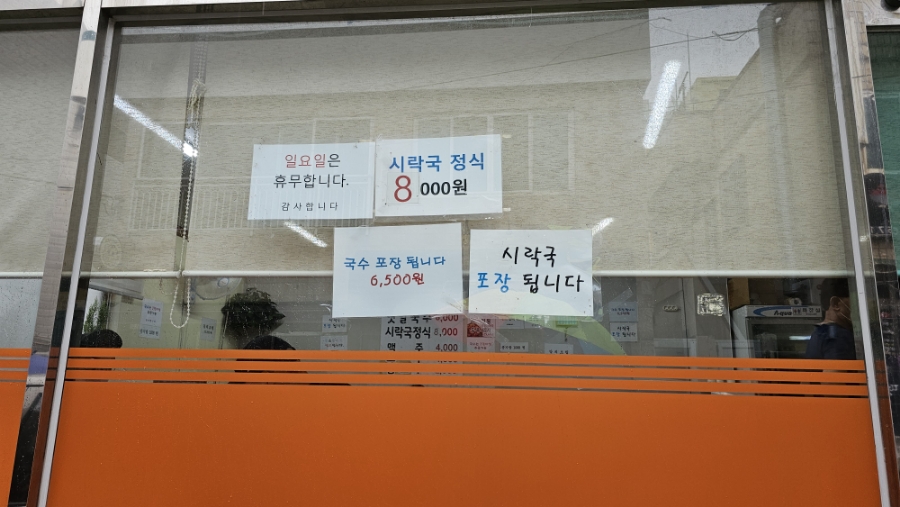 일요일은
휴무합니다.
감사합니다
시락국 정식
8000원
국수 포장 됩니다
6,500원
시락국
포장 됩니다
시락국정식 8,000
맥 주 4,000